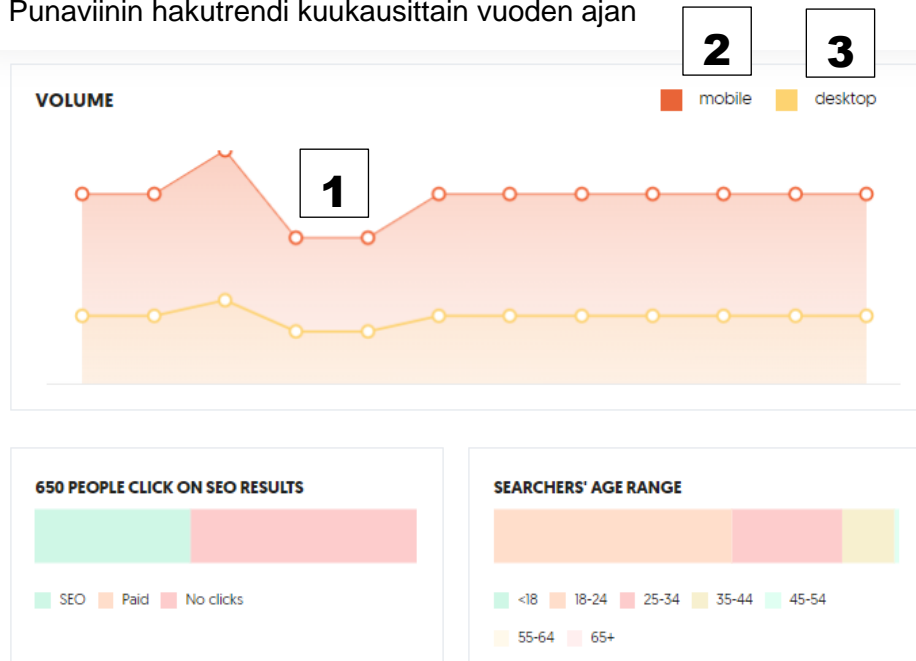 Punaviinin hakutrendi kuukausittain vuoden ajan
2 3
VOLUME
mobile desktop
1
650 PEOPLE CLICK ON SEO RESULTS
SEO Paid No clicks
SEARCHERS' AGE RANGE
<18 18-24 25-34 35-44 45-54
55-64 65+